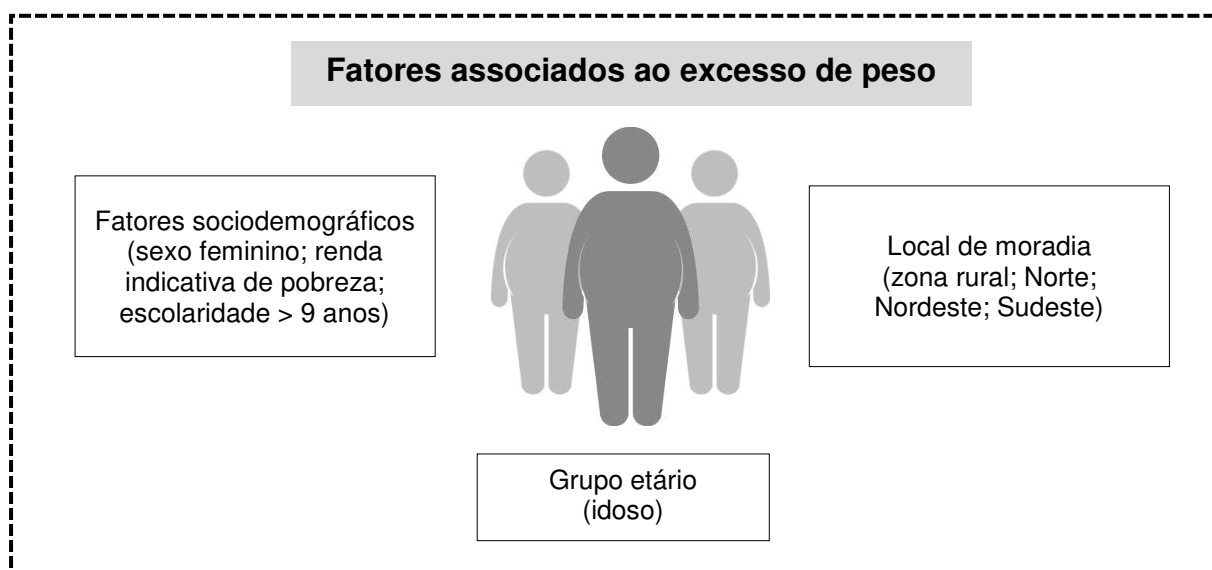 Fatores associados ao excesso de peso
Fatores sociodemográficos
(sexo feminino; renda
indicativa de pobreza;
escolaridade > 9 anos)
Local de moradia
(zona rural; Norte;
Nordeste; Sudeste)
Grupo etário
(idoso)